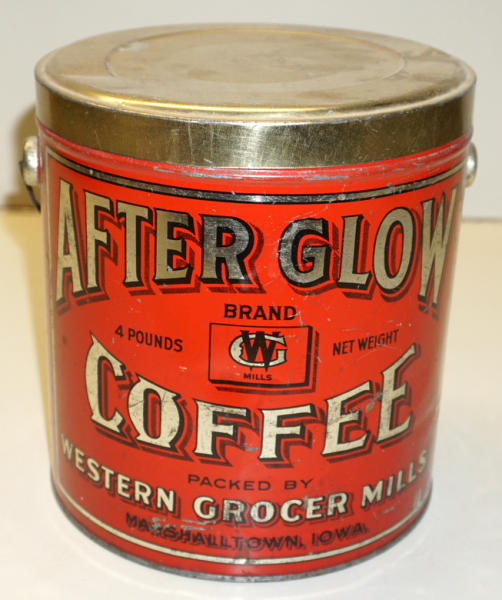 AFTER GLOW
BRAND
4 POUNDS
WG
MILLS
NET WEIGHT
COFFEE
PACKED BY
WESTERN GROCER MILLS
MARSHALLTOWN, IOWA.